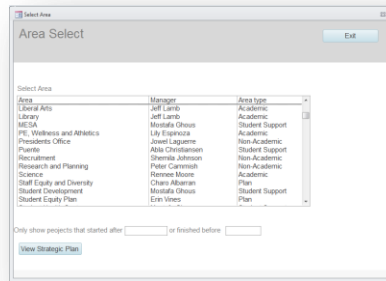 Select Area
Area Select
Exit
Select Area
Area Manager Area type
Liberal Arts Jeff Lamb Academic
Library Jeff Lamb Academic
MESA Mostafa Ghous Student Support
PE, Wellness and Athletics Lily Espinoza Academic
Presidents Office Jowel Laguerre Non-Academic
Puente Abla Christiansen Student Support
Recruitment Shemila Johnson Non-Academic
Research and Planning Peter Cammish Non-Academic
Science Rennee Moore Academic
Staff Equity and Diversity Charo Albarran Plan
Student Development Mostafa Ghous Student Support
Student Equity Plan Erin Vines Plan
Only show pesjects that started after or finished before
View Strategic Plan